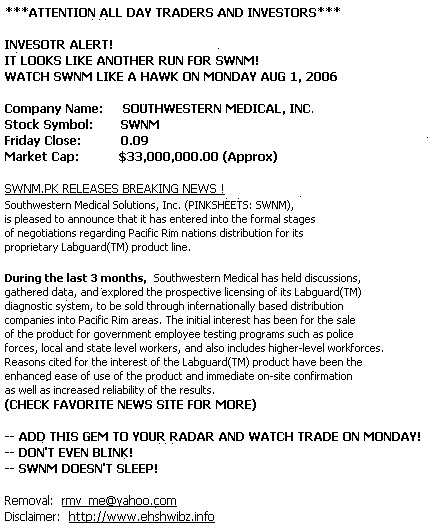 ***ATTENTION ALL DAY TRADERS AND INVESTORS***
INVESOTR ALERT!
IT LOOKS LIKE ANOTHER RUN FOR SWNM!
WATCH SWNM LIKE A HAWK ON MONDAY AUG 1, 2006
Company Name: SOUTHWESTERN MEDICAL, INC.
Stock Symbol: SWNM
Friday Close: 0.09
Market Cap: $33,000,000.00 (Approx)
SWNM.PK RELEASES BREAKING NEWS !
Southwestern Medical Solutions, Inc. (PINKSHEETS: SWNM),
is pleased to announce that it has entered into the formal stages
of negotiations regarding Pacific Rim nations distribution for its
proprietary Labguard(TM) product line.
During the last 3 months, Southwestern Medical has held discussions,
gathered data, and explored the prospective licensing of its Labguard(TM)
diagnostic system, to be sold through internationally based distribution
companies into Pacific Rim areas. The initial interest has been for the sale
of the product for government employee testing programs such as police
forces, local and state level workers, and also includes higher-level workforces.
Reasons cited for the interest of the Labguard(TM) product have been the
enhanced ease of use of the product and immediate on-site confirmation
as well as increased reliability of the results.
(CHECK FAVORITE NEWS SITE FOR MORE)
-- ADD THIS GEM TO YOUR RADAR AND WATCH TRADE ON MONDAY!
-- DON'T EVEN BLINK!
-- SWNM DOESN'T SLEEP!
Removal: rmv_me@yahoo.com
Disclaimer: http://www.ehshwibz.info